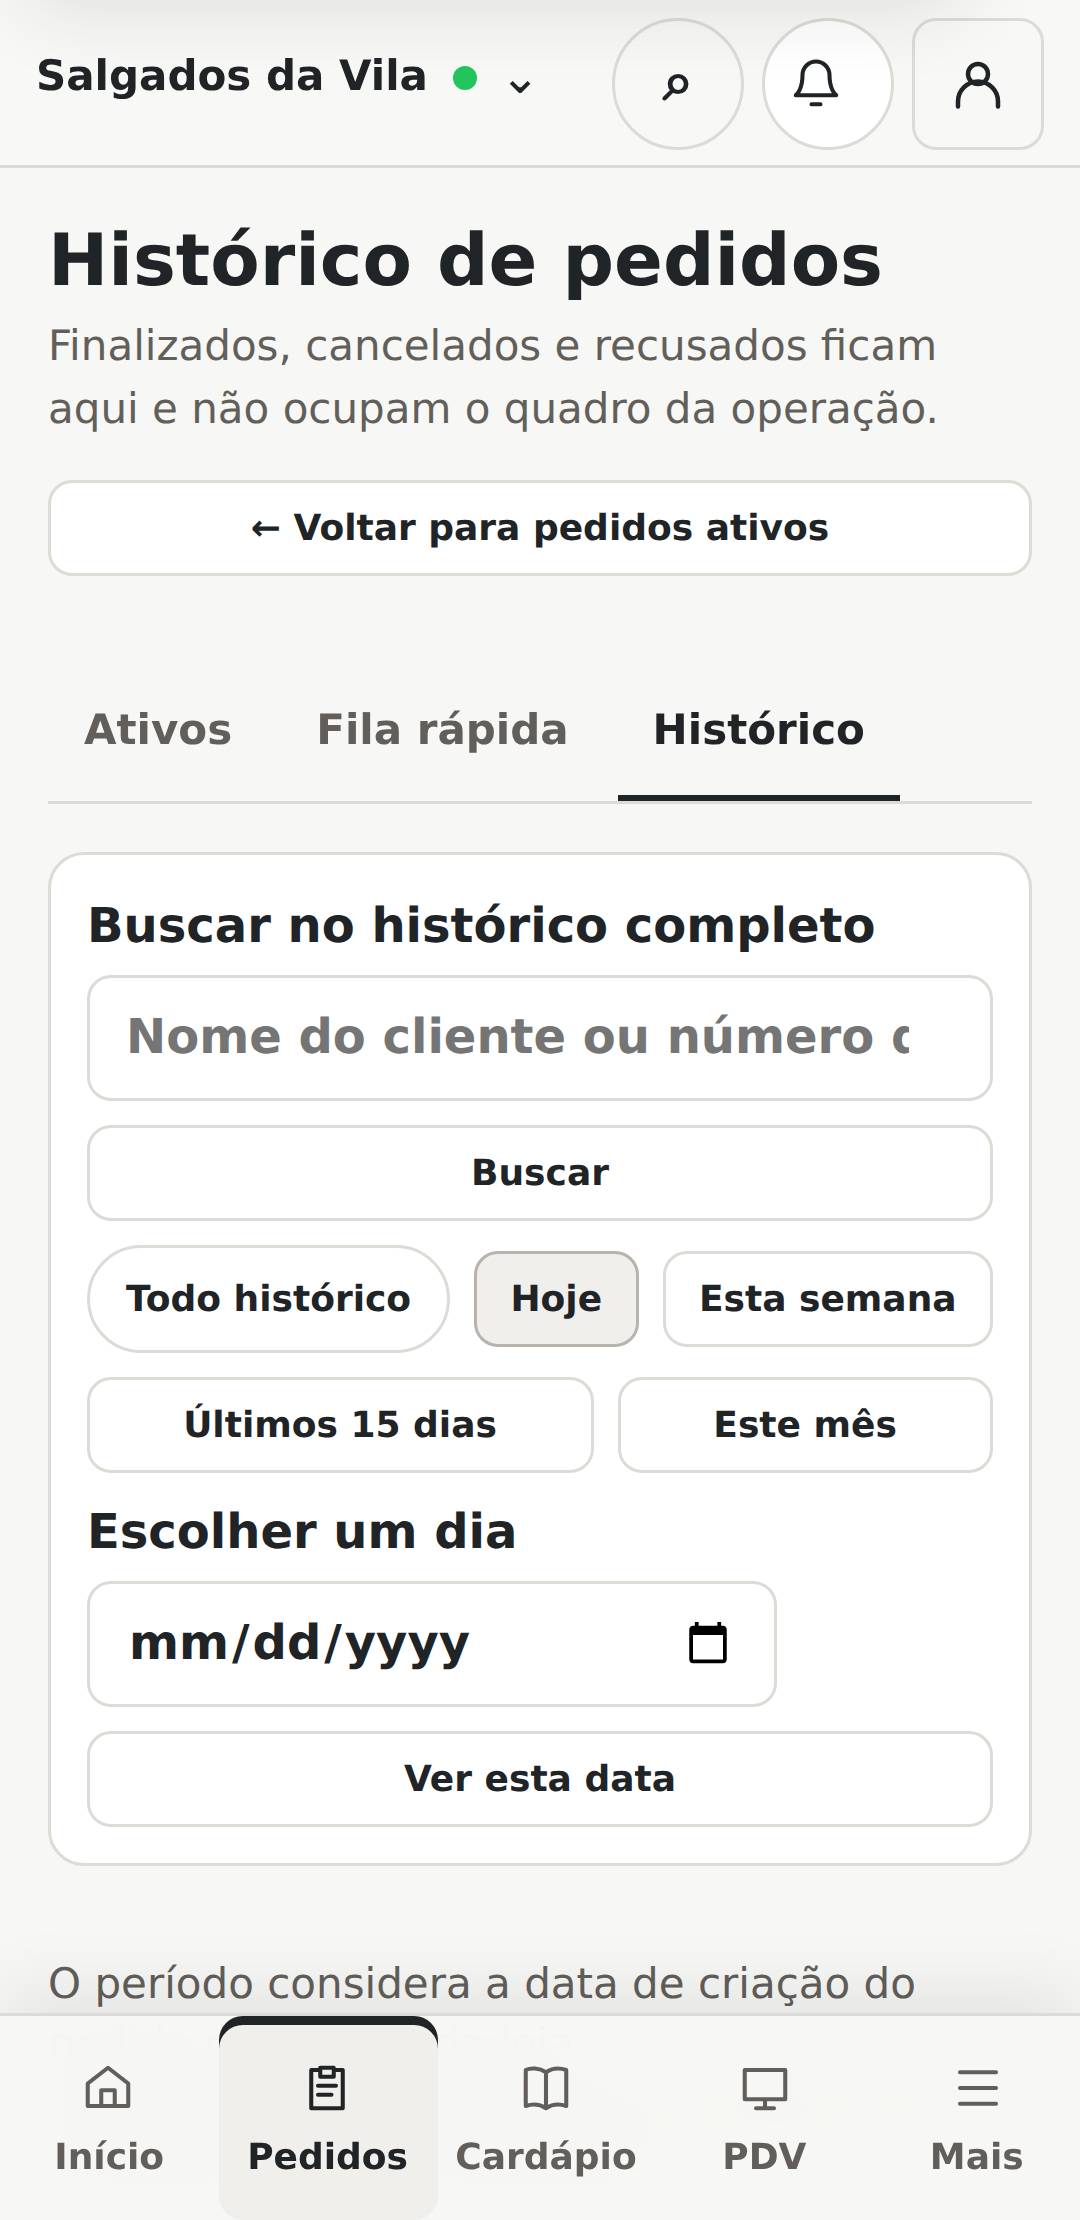 Salgados da Vila
Histórico de pedidos
Finalizados, cancelados e recusados ficam
aqui e não ocupam o quadro da operação.
← Voltar para pedidos ativos
Ativos
Fila rápida
Histórico
Buscar no histórico completo
Nome do cliente ou número
Buscar
Todo histórico
Hoje
Esta semana
Últimos 15 dias
Este mês
Escolher um dia
mm/dd/yyyy
Ver esta data
O período considera a data de criação do
Início
Pedidos
Cardápio
PDV
Mais